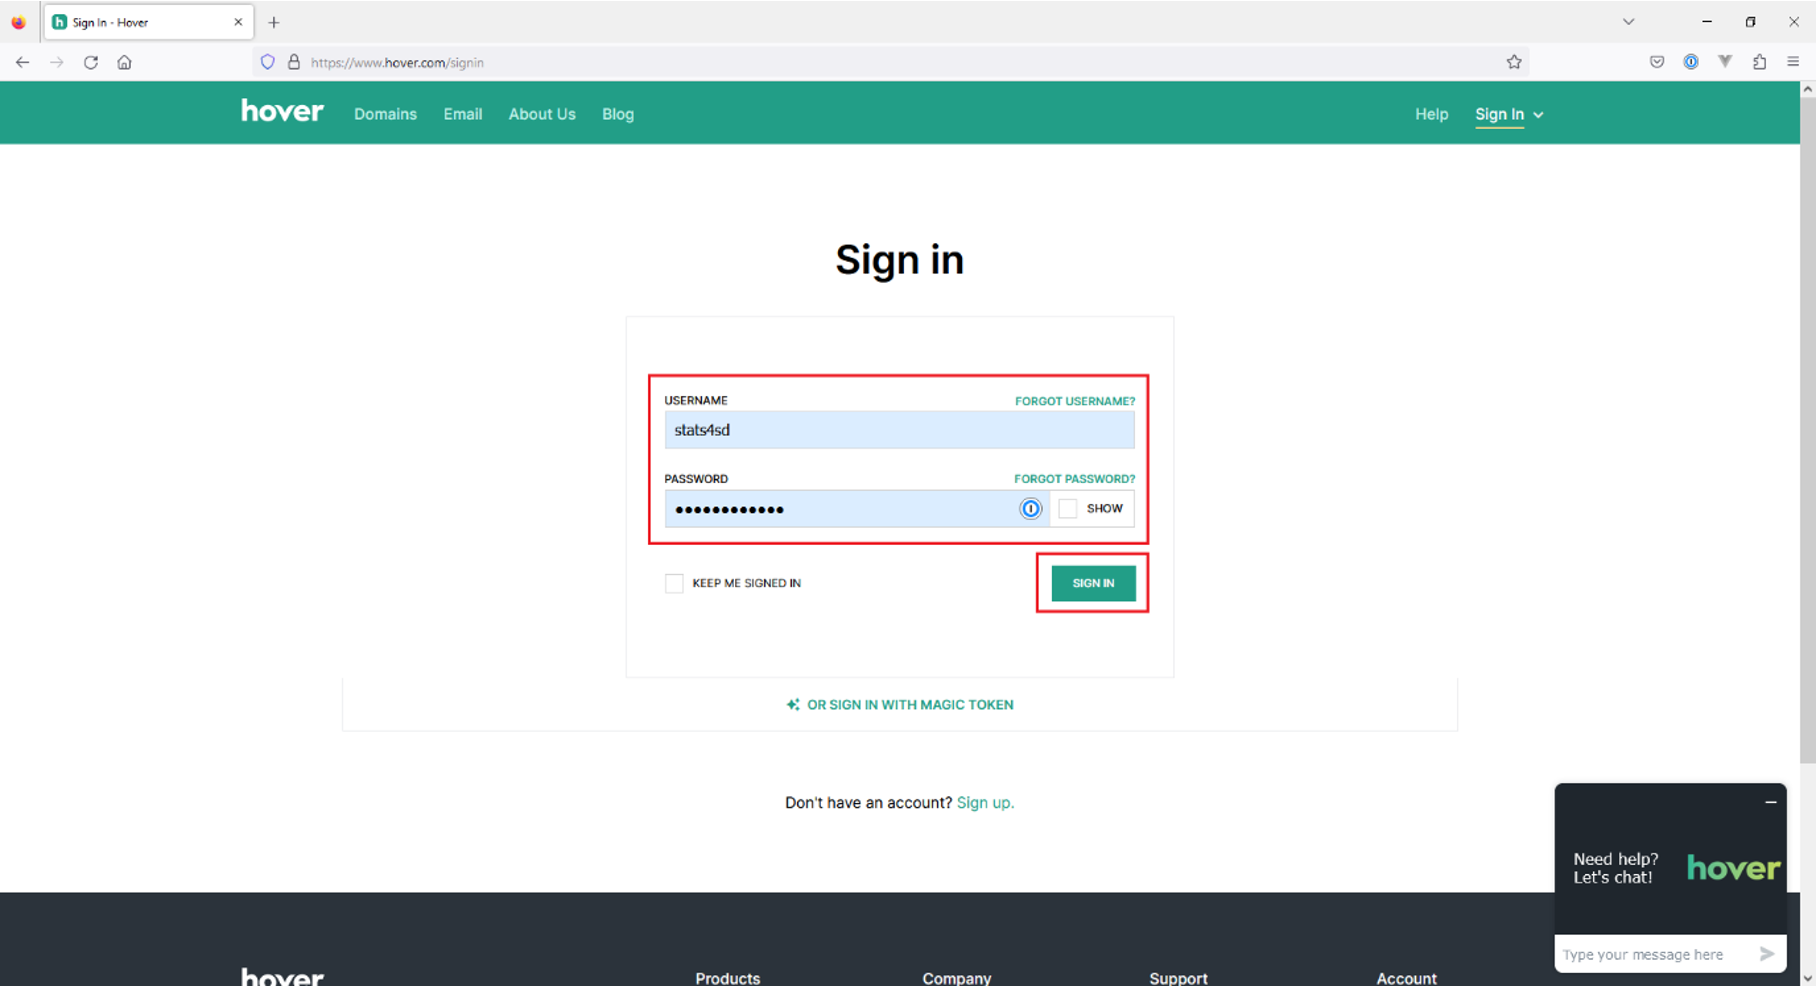 Sign In - Hover
https://www.hover.com/signin
hover Domains Email About Us Blog Help Sign In
Sign in
USERNAME FORGOT USERNAME?
stats4sd
PASSWORD FORGOT PASSWORD?
●●●●●●●●●●●● SHOW
KEEP ME SIGNED IN SIGN IN
OR SIGN IN WITH MAGIC TOKEN
Don't have an account? Sign up.
Need help?
Let's chat!
hover
Type your message here
hover Products Company Support Account